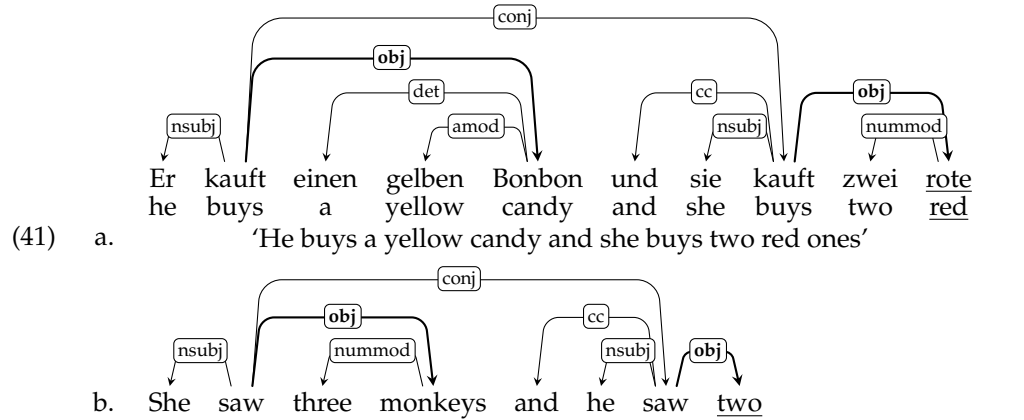 conj
obj
det cc obj
nsubj amod nsubj nummod
Er kauft einen gelben Bonbon und sie kauft zwei rote
he buys a yellow candy and she buys two red
(41) a. ‘He buys a yellow candy and she buys two red ones’
conj
obj cc
nsubj nummod nsubj obj
b. She saw three monkeys and he saw two